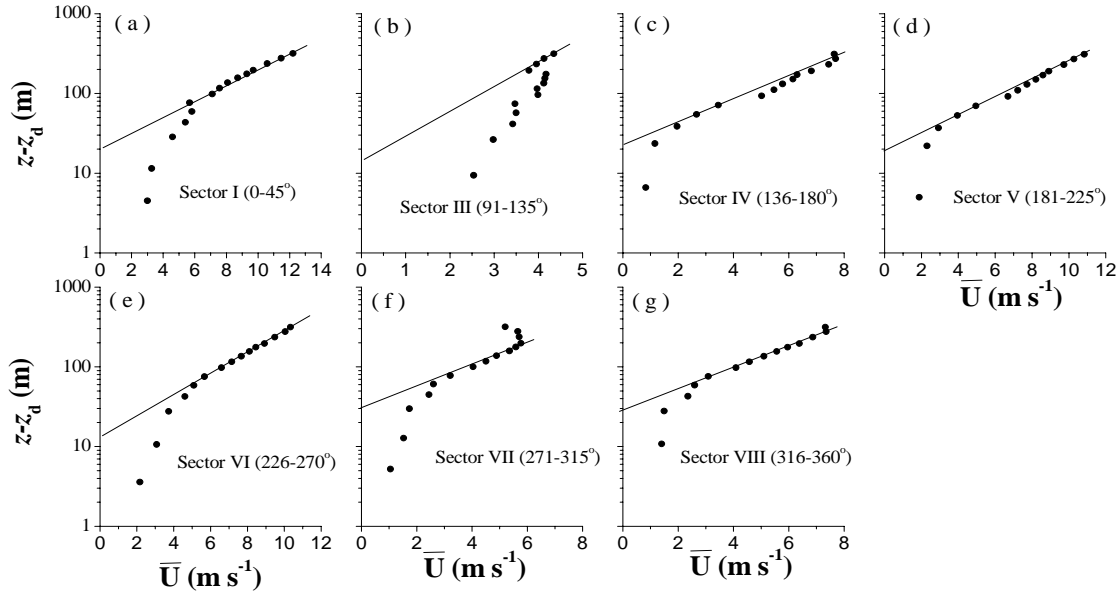 ( a )
( b )
( c )
( d )
1000
100
10
1
z-z_d (m)
Sector I (0-45°)
Sector III (91-135°)
Sector IV (136-180°)
Sector V (181-225°)
0 2 4 6 8 10 12 14
0 1 2 3 4 5
0 2 4 6 8
0 2 4 6 8 10 12
U̅ (m s⁻¹)
( e )
( f )
( g )
1000
100
10
1
z-z_d (m)
Sector VI (226-270°)
Sector VII (271-315°)
Sector VIII (316-360°)
0 2 4 6 8 10 12
0 2 4 6 8
0 2 4 6 8
U̅ (m s⁻¹)
U̅ (m s⁻¹)
U̅ (m s⁻¹)